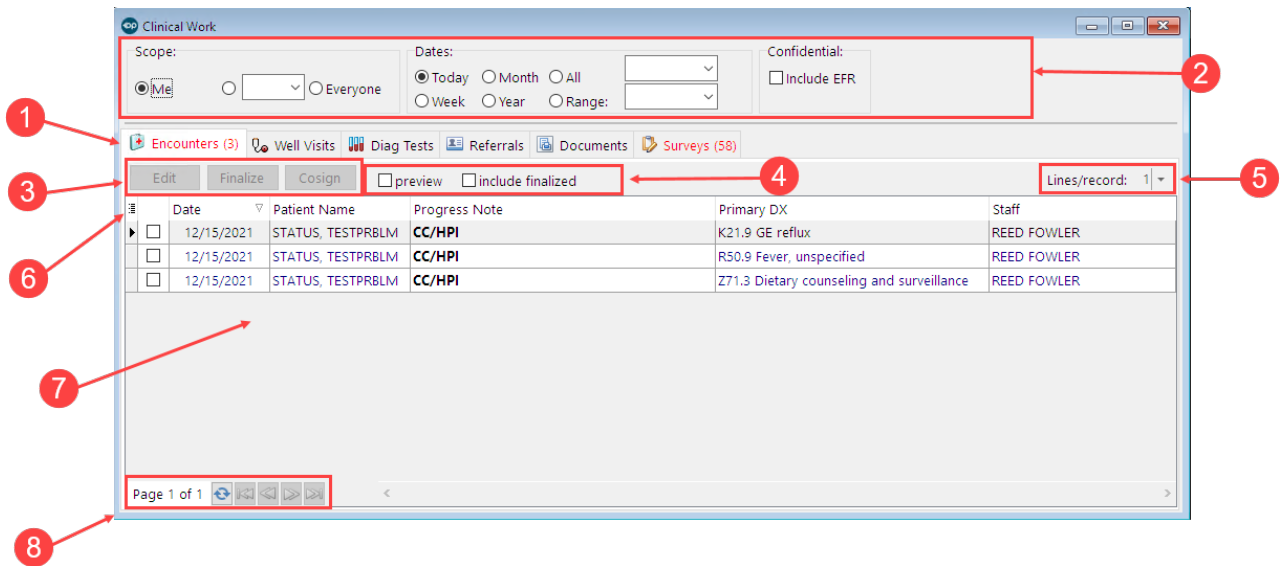 op Clinical Work
Scope: Dates: Confidential:
Me Everyone Today Month All Include EFR
Week Year Range:
2
1
Encounters (3) Well Visits Diag Tests Referrals Documents Surveys (58)
3 Edit Finalize Cosign preview include finalized 4 Lines/record: 1 5
6 Date Patient Name Progress Note Primary DX Staff
12/15/2021 STATUS, TESTPRBLM CC/HPI K21.9 GE reflux REED FOWLER
12/15/2021 STATUS, TESTPRBLM CC/HPI R50.9 Fever, unspecified REED FOWLER
12/15/2021 STATUS, TESTPRBLM CC/HPI Z71.3 Dietary counseling and surveillance REED FOWLER
7
Page 1 of 1
8